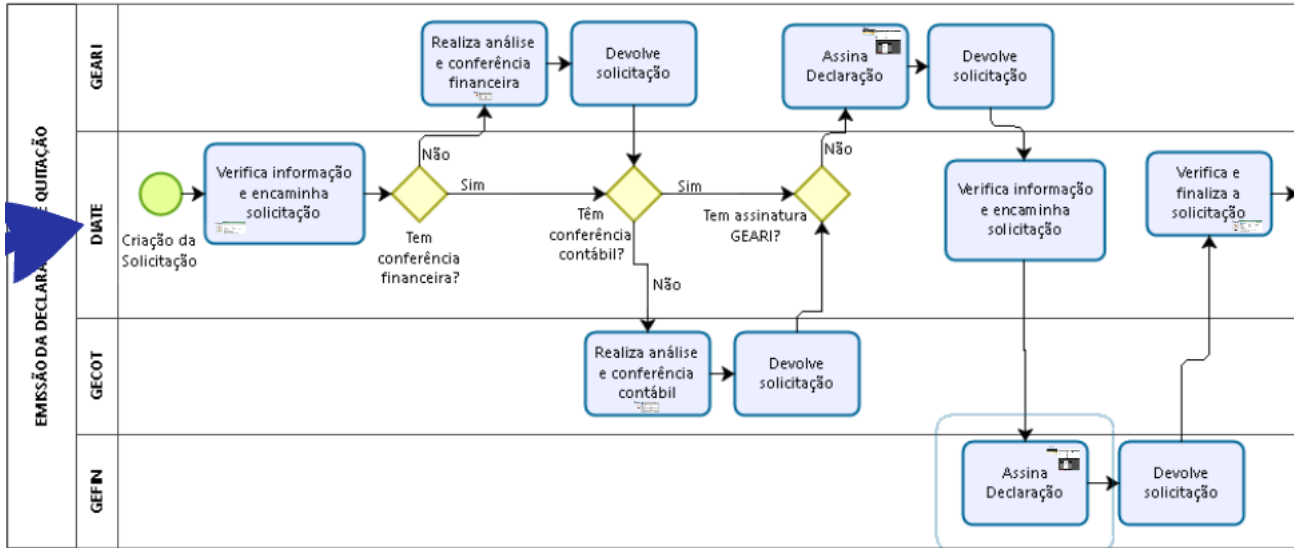 EMISSÃO DA DECLARA
E QUITAÇÃO
GEARI
Realiza análise
e conferência
financeira
Devolve
solicitação
Assina
Declaração
Devolve
solicitação
DIATE
Criação da
Solicitação
Verifica informação
e encaminha
solicitação
Não
Sim
Tem
conferência
financeira?
Têm
conferência
contábil?
Sim
Não
Tem assinatura
GEARI?
Não
Verifica informação
e encaminha
solicitação
Verifica e
finaliza a
solicitação
GECOT
Realiza análise
e conferência
contábil
Devolve
solicitação
GEFIN
Assina
Declaração
Devolve
solicitação